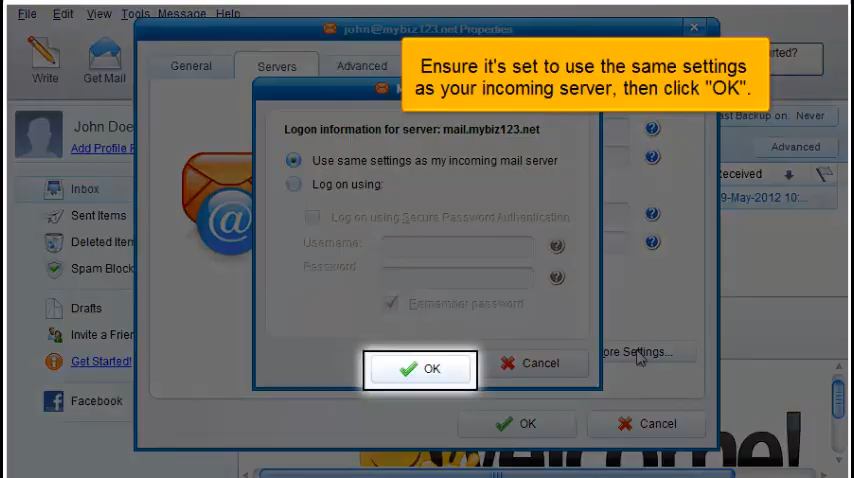 File Edit View Tools Message Help
john@mybiz123.net Properties
Write
Get Mail
General
Servers
Advanced
Ensure it's set to use the same settings
as your incoming server, then click "OK".
John Doe
Add Profile
Last Backup on: Never
Advanced
Received
Logon information for server: mail.mybiz123.net
Use same settings as my incoming mail server
Log on using:
Log on using Secure Password Authentication
Username:
Password:
Remember password
OK
Cancel
Inbox
Sent Items
Deleted Item
Spam Block
Drafts
Invite a Frien
Get Started!
Facebook
9-May-2012 10:...
ore Settings...
OK
Cancel